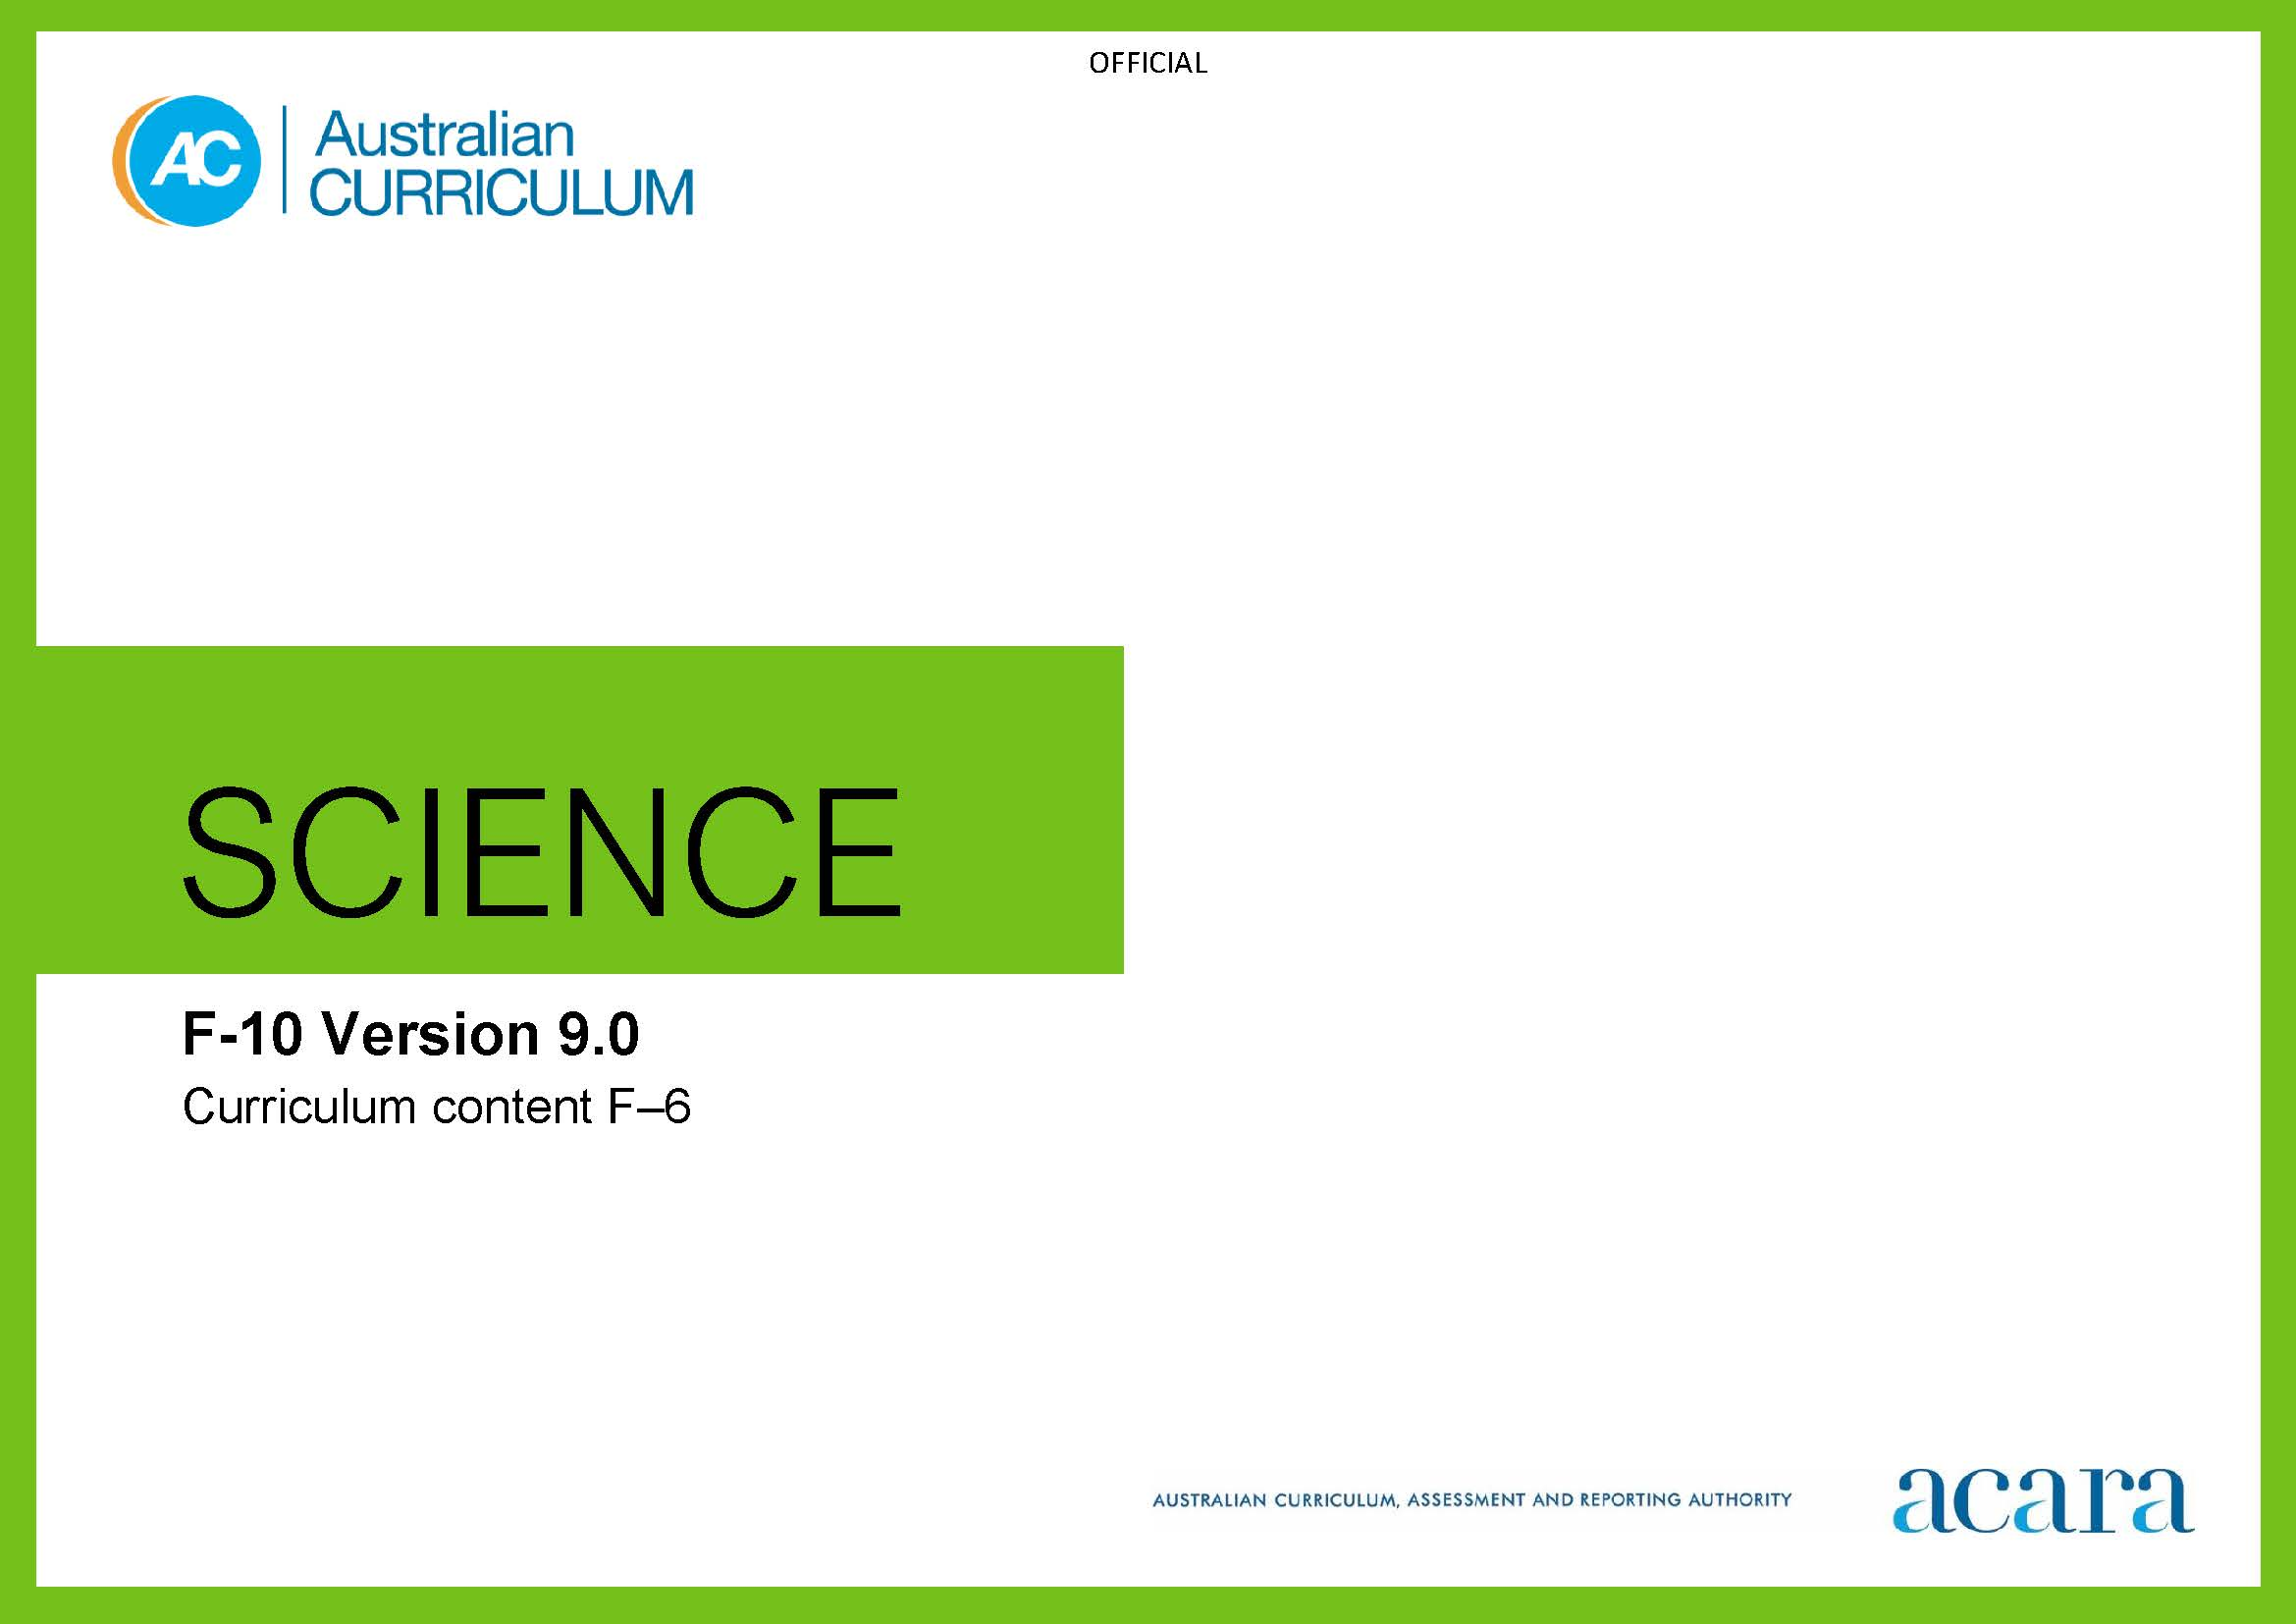 OFFICIAL
AC
Australian
CURRICULUM
SCIENCE
F-10 Version 9.0
Curriculum content F–6
AUSTRALIAN CURRICULUM, ASSESSMENT AND REPORTING AUTHORITY
acara